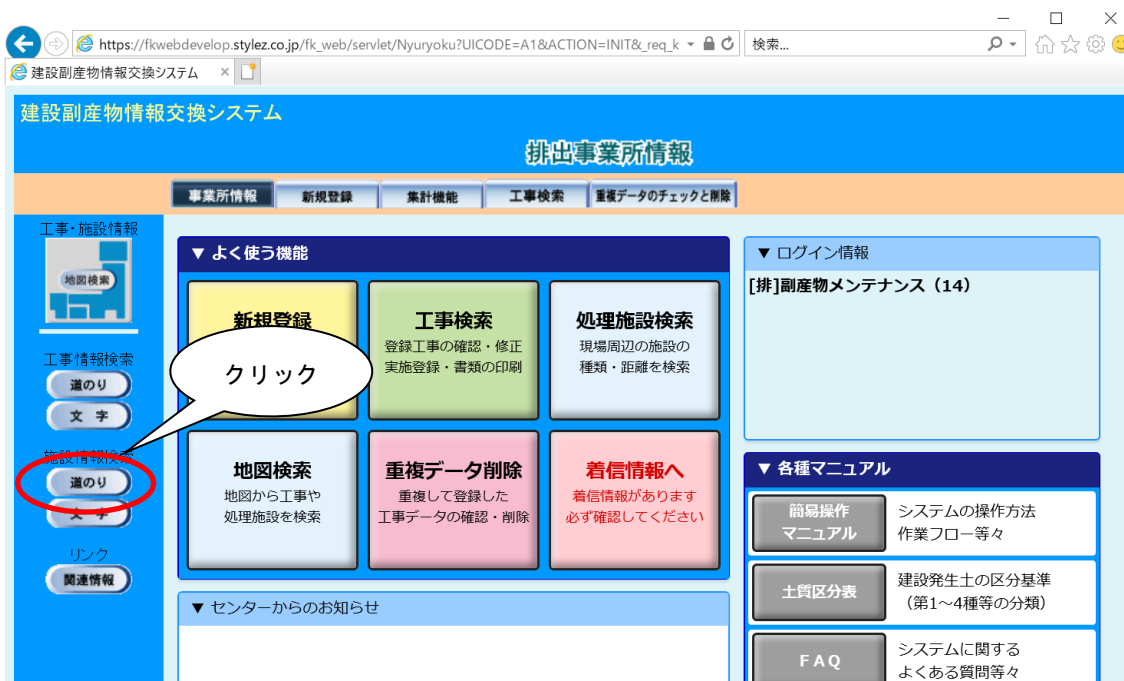 https://fkwebdevelop.stylez.co.jp/fk_web/servlet/Nyuryoku?UICODE=A1&ACTION=INIT&_req_k
検索...
建設副産物情報交換システム
建設副産物情報交換システム
排出事業所情報
事業所情報 新規登録 集計機能 工事検索 重複データのチェックと削除
工事・施設情報
地図検索
工事情報検索
道のり
文 字
施設情報検索
道のり
文 字
リンク
関連情報
▼ よく使う機能
新規登録
クリック
工事検索
登録工事の確認・修正
実施登録・書類の印刷
処理施設検索
現場周辺の施設の
種類・距離を検索
地図検索
地図から工事や
処理施設を検索
重複データ削除
重複して登録した
工事データの確認・削除
着信情報へ
着信情報があります
必ず確認してください
▼ センターからのお知らせ
▼ ログイン情報
[排]副産物メンテナンス（14）
▼ 各種マニュアル
簡易操作
マニュアル
システムの操作方法
作業フロー等々
土質区分表
建設発生土の区分基準
（第1～4種等の分類）
ＦＡＱ
システムに関する
よくある質問等々